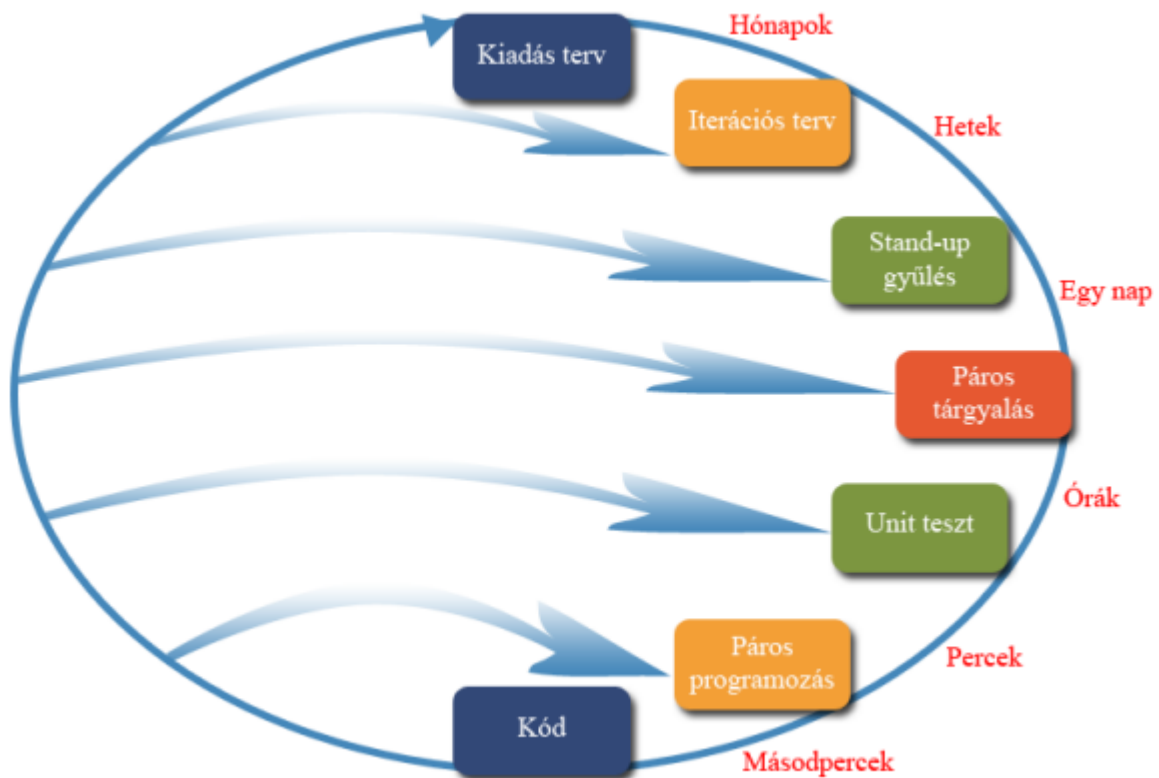 Hónapok
Kiadás terv
Iterációs terv
Hetek
Stand-up
gyűlés
Egy nap
Páros
tárgyalás
Órák
Unit teszt
Páros
programozás
Percek
Kód
Másodpercek